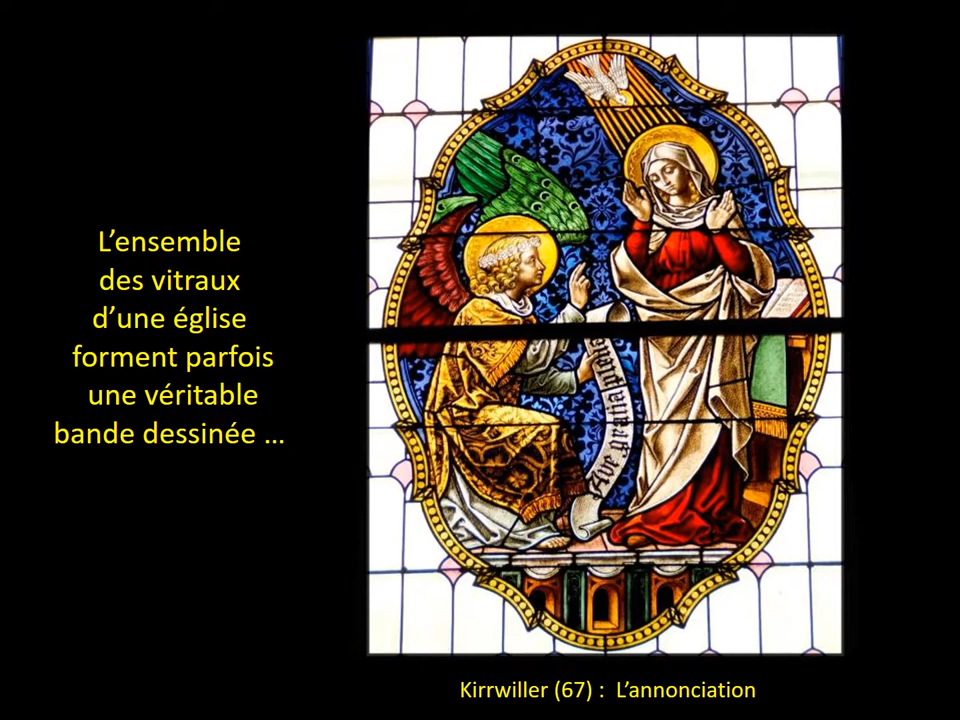 L’ensemble
des vitraux
d’une église
forment parfois
une véritable
bande dessinée ...
Ave gratia plena
Kirrwiller (67) : L’annonciation